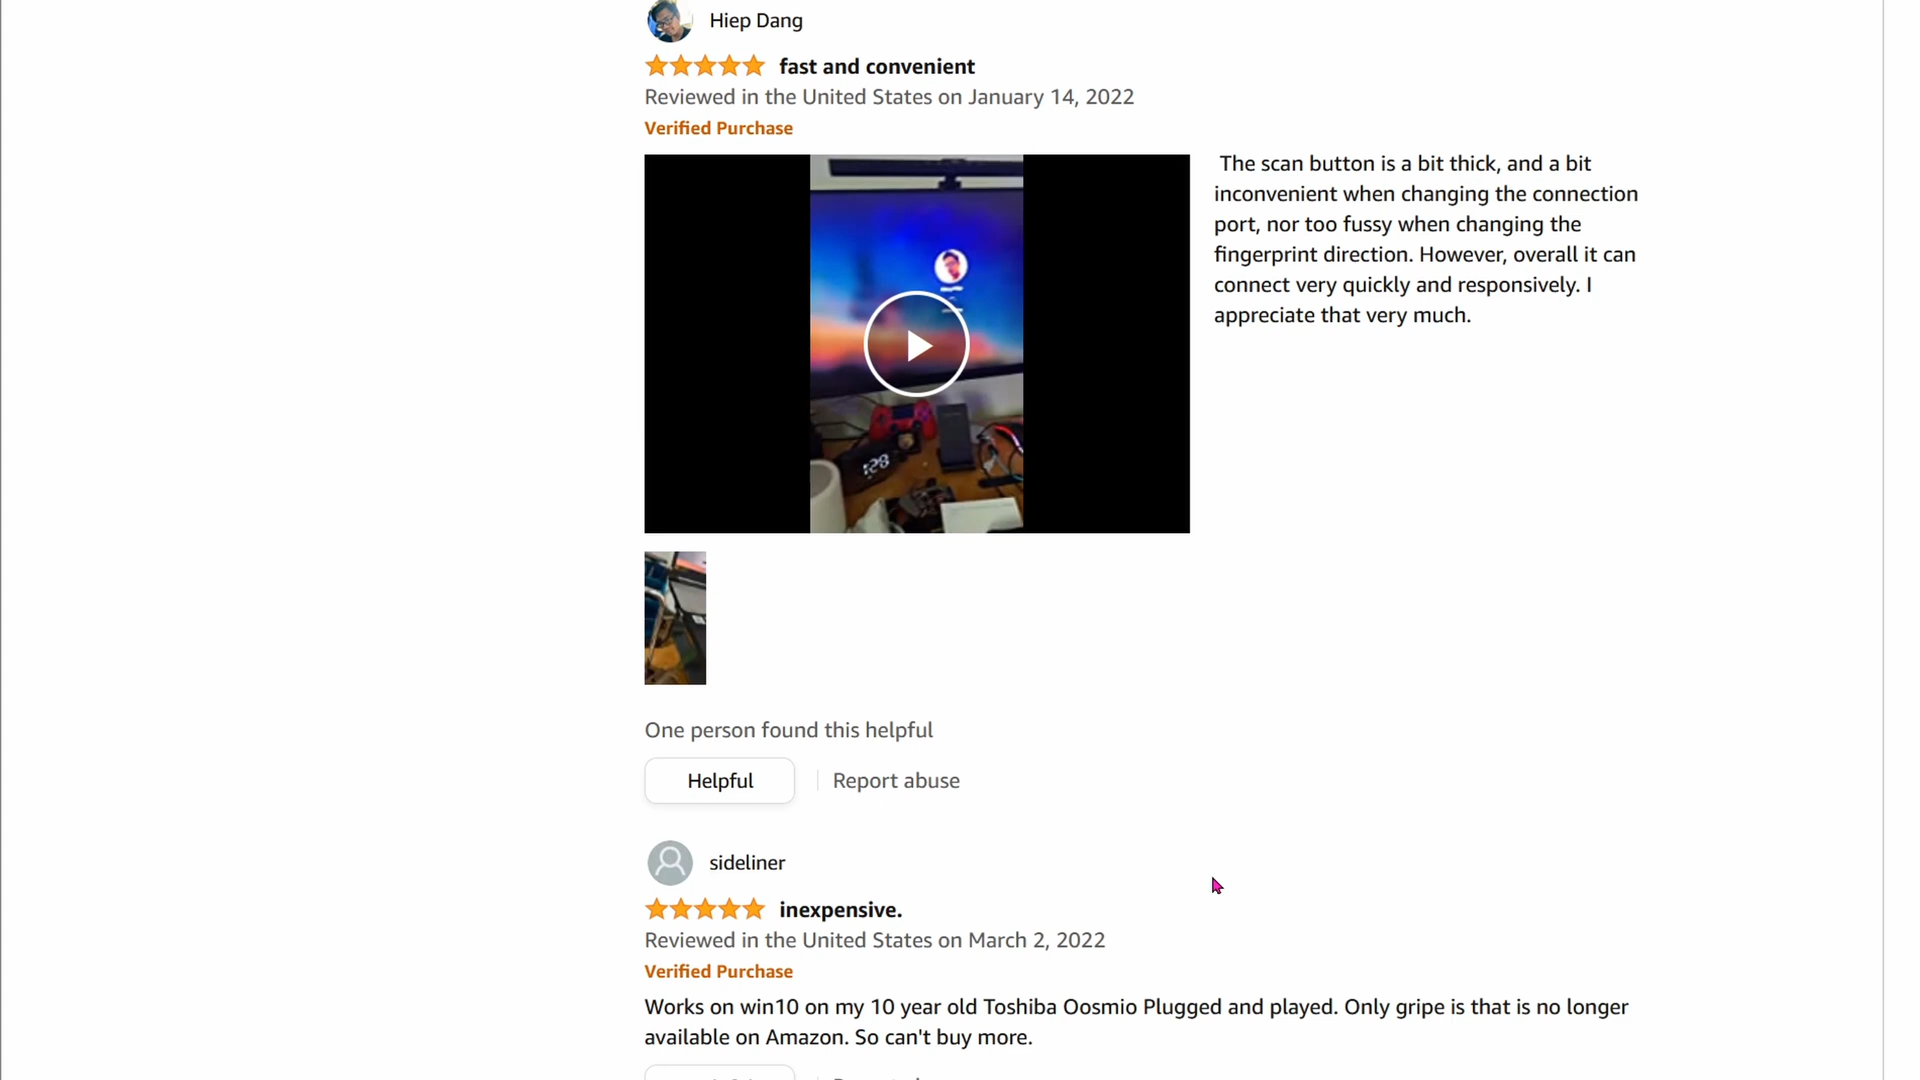 Hiep Dang
fast and convenient
Reviewed in the United States on January 14, 2022
Verified Purchase
The scan button is a bit thick, and a bit
inconvenient when changing the connection
port, nor too fussy when changing the
fingerprint direction. However, overall it can
connect very quickly and responsively. I
appreciate that very much.
One person found this helpful
Helpful
Report abuse
sideliner
inexpensive.
Reviewed in the United States on March 2, 2022
Verified Purchase
Works on win10 on my 10 year old Toshiba Oosmio Plugged and played. Only gripe is that is no longer
available on Amazon. So can't buy more.